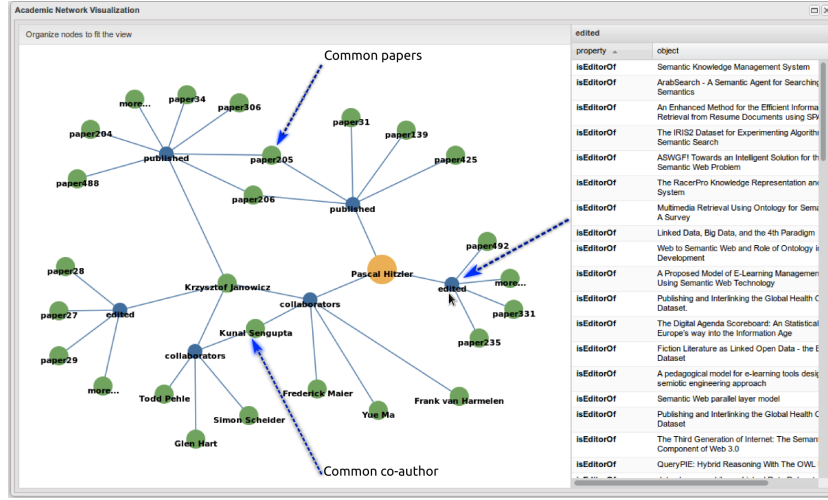 Academic Network Visualization
Organize nodes to fit the view
Common papers
more...
paper34
paper306
paper204
published
paper205
paper488
paper206
paper31
paper139
paper425
published
paper492
Pascal Hitzler
edited
more...
paper331
paper235
paper28
Krzysztof Janowicz
collaborators
paper27
edited
Kunal Sengupta
paper29
collaborators
more...
Todd Pehle
Frederick Maier
Frank van Harmelen
Simon Scheider
Yue Ma
Glen Hart
Common co-author
edited
property object
isEditorOf Semantic Knowledge Management System
isEditorOf ArabSearch - A Semantic Agent for Searching
Semantics
isEditorOf An Enhanced Method for the Efficient Informa
Retrieval from Resume Documents using SPA
isEditorOf The IRIS2 Dataset for Experimenting Algorith
Semantic Search
isEditorOf ASWGF! Towards an Intelligent Solution for th
Semantic Web Problem
isEditorOf The RacerPro Knowledge Representation an
System
isEditorOf Multimedia Retrieval Using Ontology for Sema
A Survey
isEditorOf Linked Data, Big Data, and the 4th Paradigm
isEditorOf Web to Semantic Web and Role of Ontology i
Development
isEditorOf A Proposed Model of E-Learning Managemen
Using Semantic Web Technology
isEditorOf Publishing and Interlinking the Global Health O
Dataset.
isEditorOf The Digital Agenda Scoreboard: An Statistical
Europe's way into the Information Age
isEditorOf Fiction Literature as Linked Open Data - the B
Dataset
isEditorOf A pedagogical model for e-learning tools desig
semiotic engineering approach
isEditorOf Semantic Web parallel layer model
isEditorOf Publishing and Interlinking the Global Health O
Dataset
isEditorOf The Third Generation of Internet: The Seman
Component of Web 3.0
isEditorOf QueryPIE: Hybrid Reasoning With The OWL